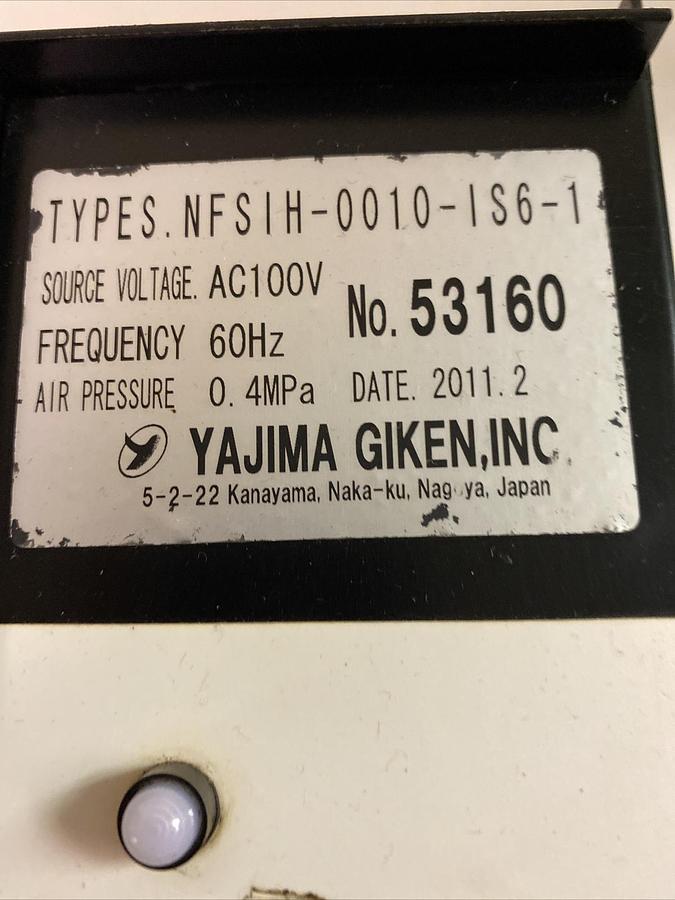 TYPES. NFSIH-0010-IS6-1
SOURCE VOLTAGE. AC100V
No. 53160
FREQUENCY 60Hz
AIR PRESSURE 0.4MPa DATE. 2011.2
YAJIMA GIKEN,INC.
5-2-22 Kanayama, Naka-ku, Nagoya, Japan